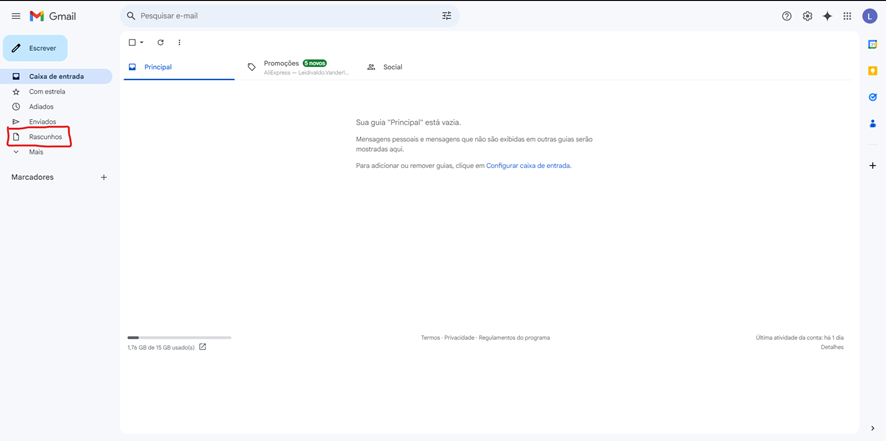 Gmail
Pesquisar e-mail
L
Escrever
Caixa de entrada
Com estrela
Adiados
Enviados
Rascunhos
Mais
Marcadores
Principal
Promoções 5 novos
AliExpress — Leidivaldo.Vanderl...
Social
Sua guia "Principal" está vazia.
Mensagens pessoais e mensagens que não são exibidas em outras guias serão
mostradas aqui.
Para adicionar ou remover guias, clique em Configurar caixa de entrada.
1,76 GB de 15 GB usado(s)
Termos · Privacidade · Regulamentos do programa
Última atividade da conta: há 1 dia
Detalhes